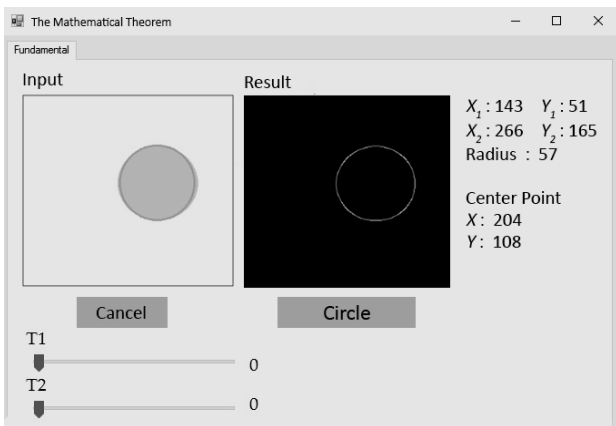 The Mathematical Theorem
Fundamental
Input
Result
X1 : 143 Y1 : 51
X2 : 266 Y2 : 165
Radius : 57
Center Point
X : 204
Y : 108
Cancel
Circle
T1
0
T2
0